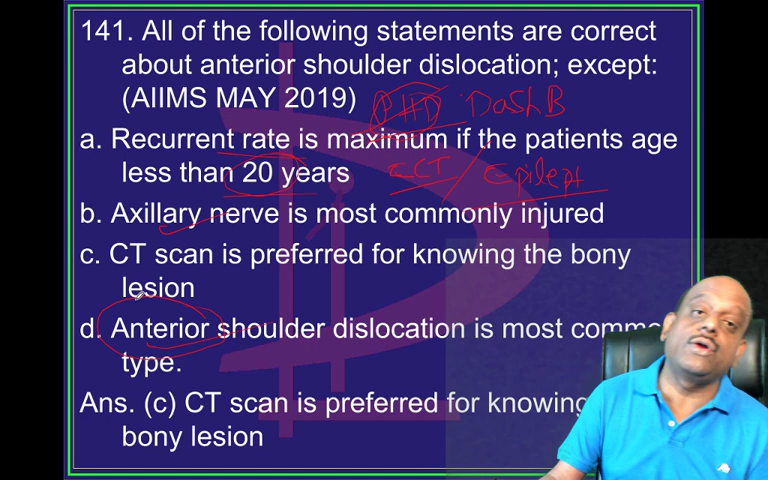 141. All of the following statements are correct
about anterior shoulder dislocation; except:
(AIIMS MAY 2019) DashB
a. Recurrent rate is maximum if the patients age
less than 20 years ECT / Epilept
b. Axillary nerve is most commonly injured
c. CT scan is preferred for knowing the bony
lesion
d. Anterior shoulder dislocation is most commo
type.
Ans. (c) CT scan is preferred for knowing
bony lesion